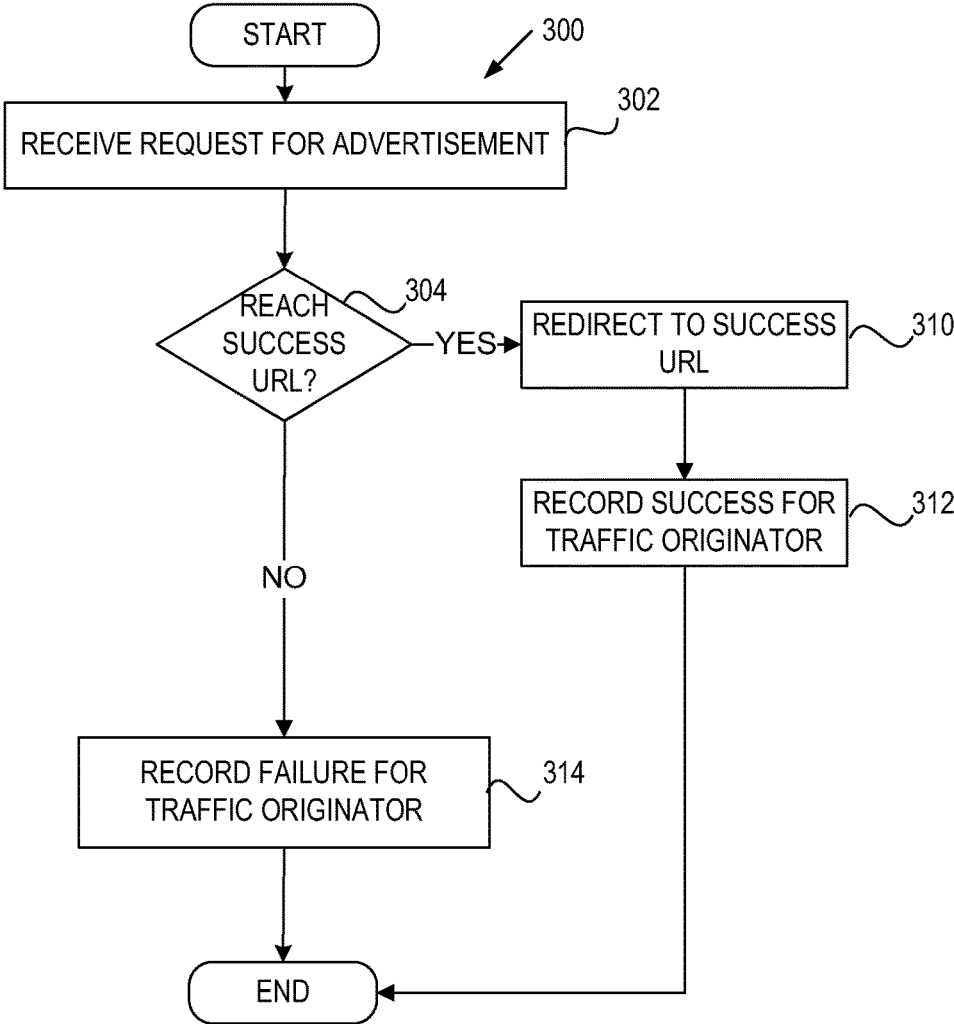 START
300
RECEIVE REQUEST FOR ADVERTISEMENT
302
REACH
SUCCESS
URL?
304
YES
REDIRECT TO SUCCESS
URL
310
RECORD SUCCESS FOR
TRAFFIC ORIGINATOR
312
NO
RECORD FAILURE FOR
TRAFFIC ORIGINATOR
314
END